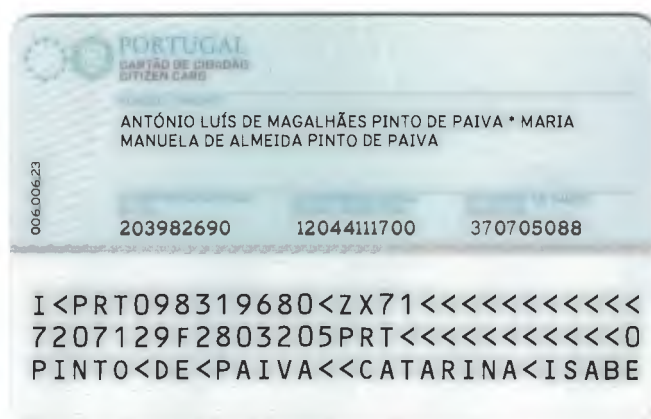 PORTUGAL
CARTÃO DE CIDADÃO
CITIZEN CARD
ANTÓNIO LUÍS DE MAGALHÃES PINTO DE PAIVA * MARIA
MANUELA DE ALMEIDA PINTO DE PAIVA
006.006.23
203982690 12044111700 370705088
I<PRT098319680<ZX71<<<<<<<<<<<
7207129F2803205PRT<<<<<<<<<<<0
PINTO<DE<PAIVA<<CATARINA<ISABE